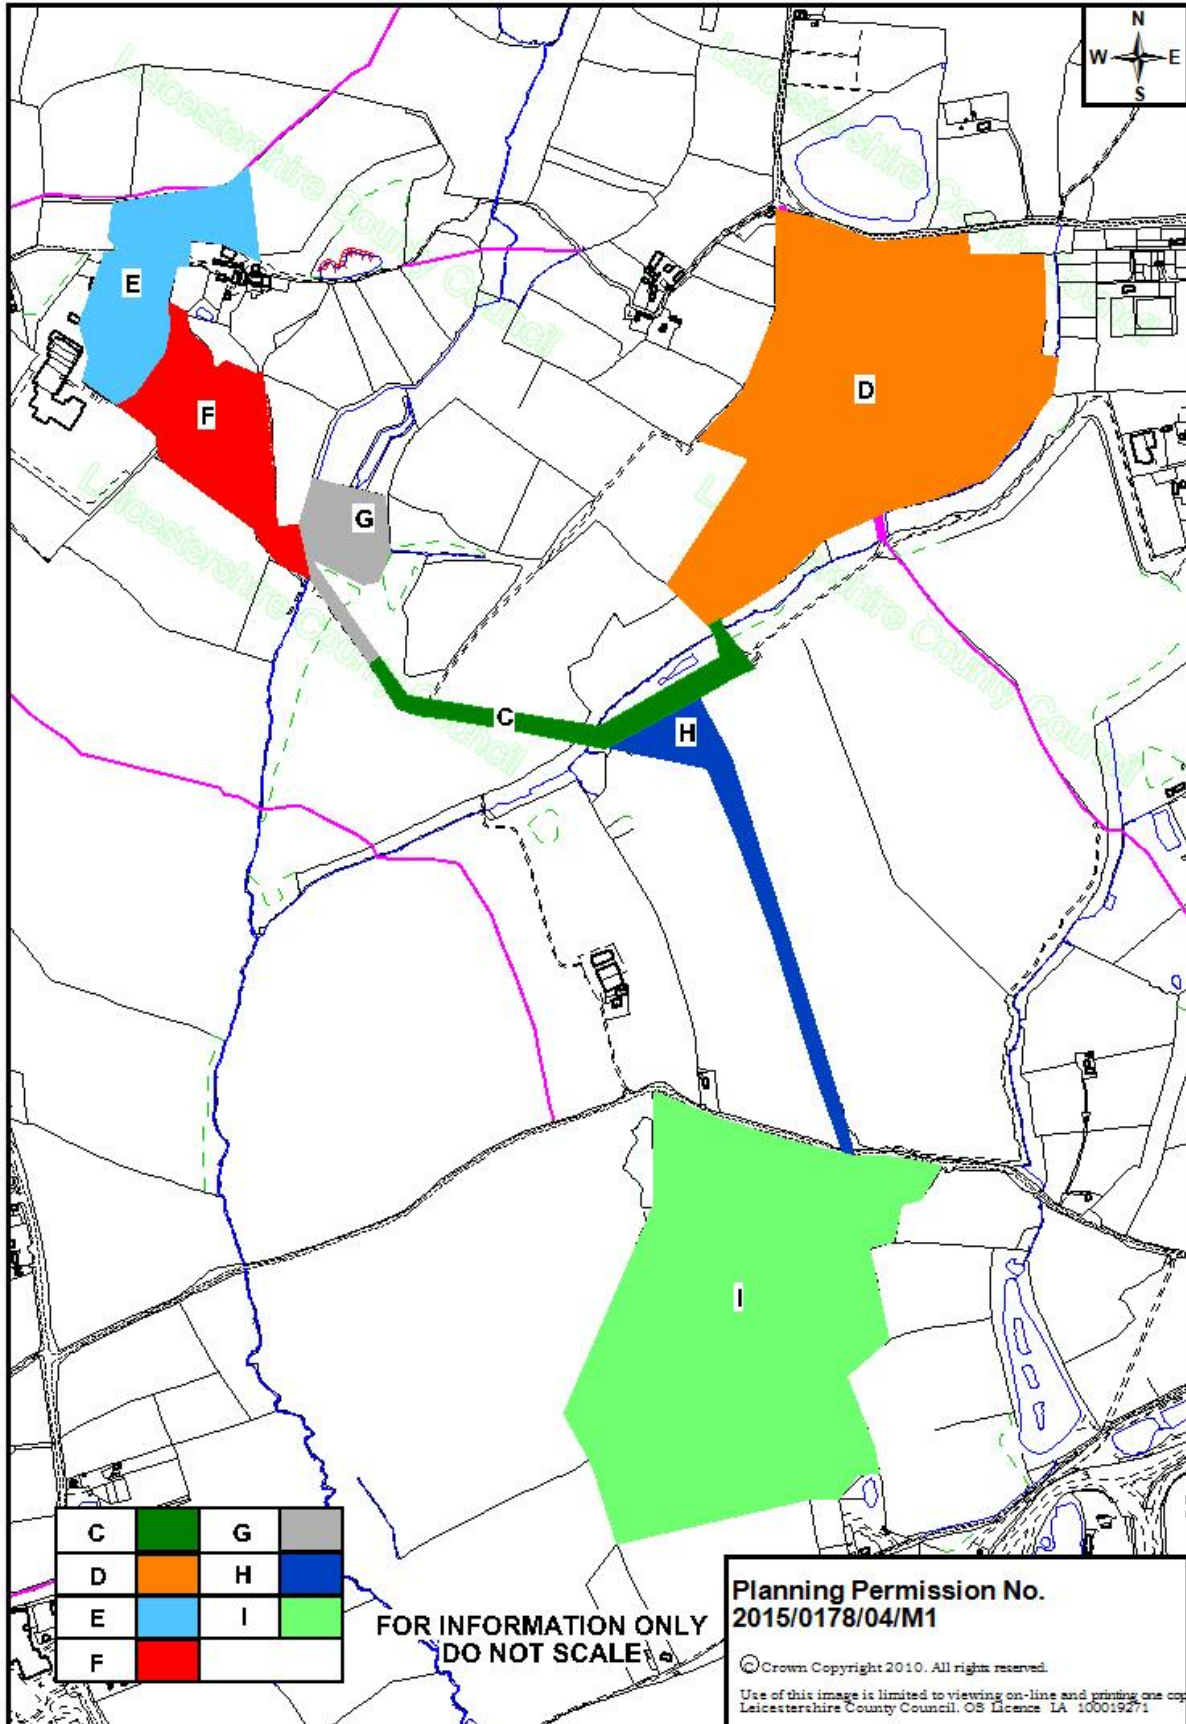 N
W E
S
Leicestershire County Council
Leicestershire County Council
E
D
F
G
Leicestershire County Council
Leicestershire County Council
C
H
I
C G
D H
E I
F
FOR INFORMATION ONLY
DO NOT SCALE
Planning Permission No.
2015/0178/04/M1
© Crown Copyright 2010. All rights reserved.
Use of this image is limited to viewing on-line and printing one cop
Leicestershire County Council. OS Licence LA 100019271